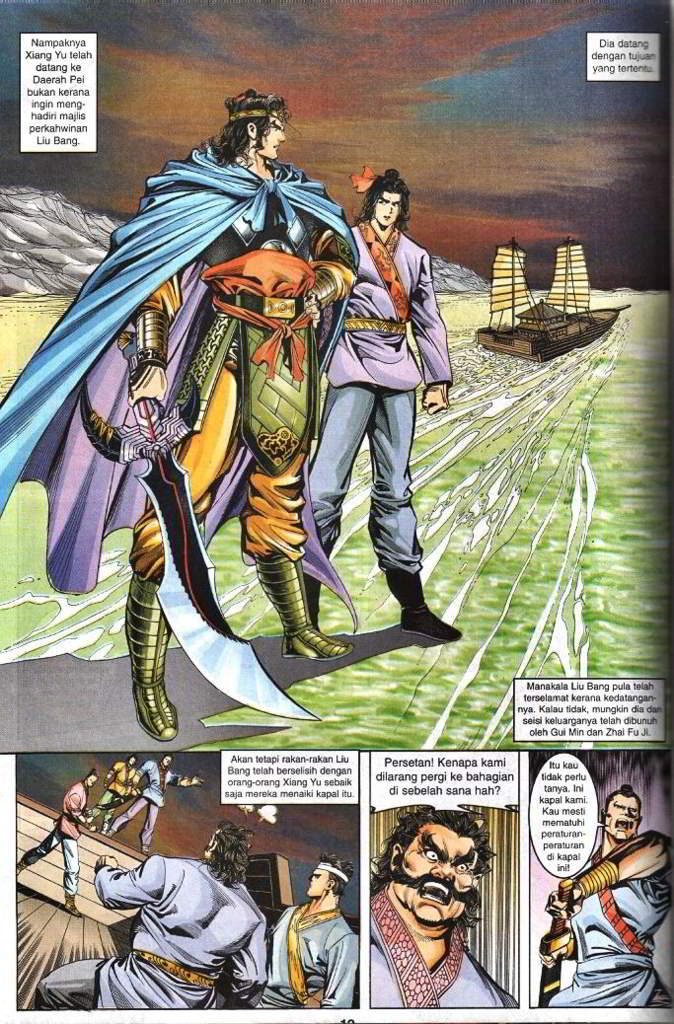 Nampaknya
Xiang Yu telah
datang ke
Daerah Pei
bukan kerana
ingin meng-
hadiri majlis
perkahwinan
Liu Bang.
Dia datang
dengan tujuan
yang tertentu.
Manakala Liu Bang pula telah
terselamat kerana kedatangan-
nya. Kalau tidak, mungkin dia dan
seisi keluarganya telah dibunuh
oleh Gui Min dan Zhai Fu Ji.
Akan tetapi rakan-rakan Liu
Bang telah berselisih dengan
orang-orang Xiang Yu sebaik
saja mereka menaiki kapal itu.
Persetan! Kenapa kami
dilarang pergi ke bahagian
di sebelah sana hah?
Itu kau
tidak perlu
tanya. Ini
kapal kami.
Kau mesti
mematuhi
peraturan-
peraturan
di kapal
ini!